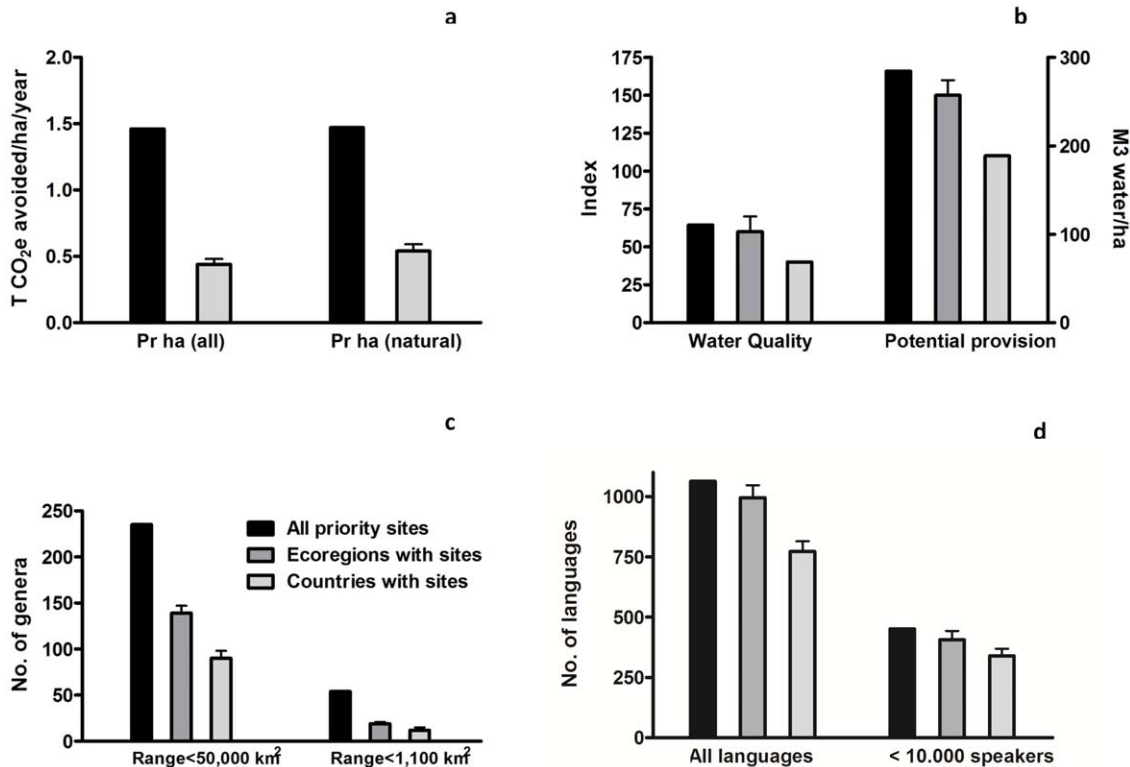 a
2.0
1.5
1.0
0.5
0.0
T CO₂e avoided/ha/year
Pr ha (all)
Pr ha (natural)
b
175
150
125
100
75
50
25
0
Index
300
200
100
0
M3 water/ha
Water Quality
Potential provision
c
250
250
150
100
50
0
No. of genera
All priority sites
Ecoregions with sites
Countries with sites
Range<50,000 km²
Range<1,100 km²
d
1000
750
500
250
0
No. of languages
All languages
< 10.000 speakers